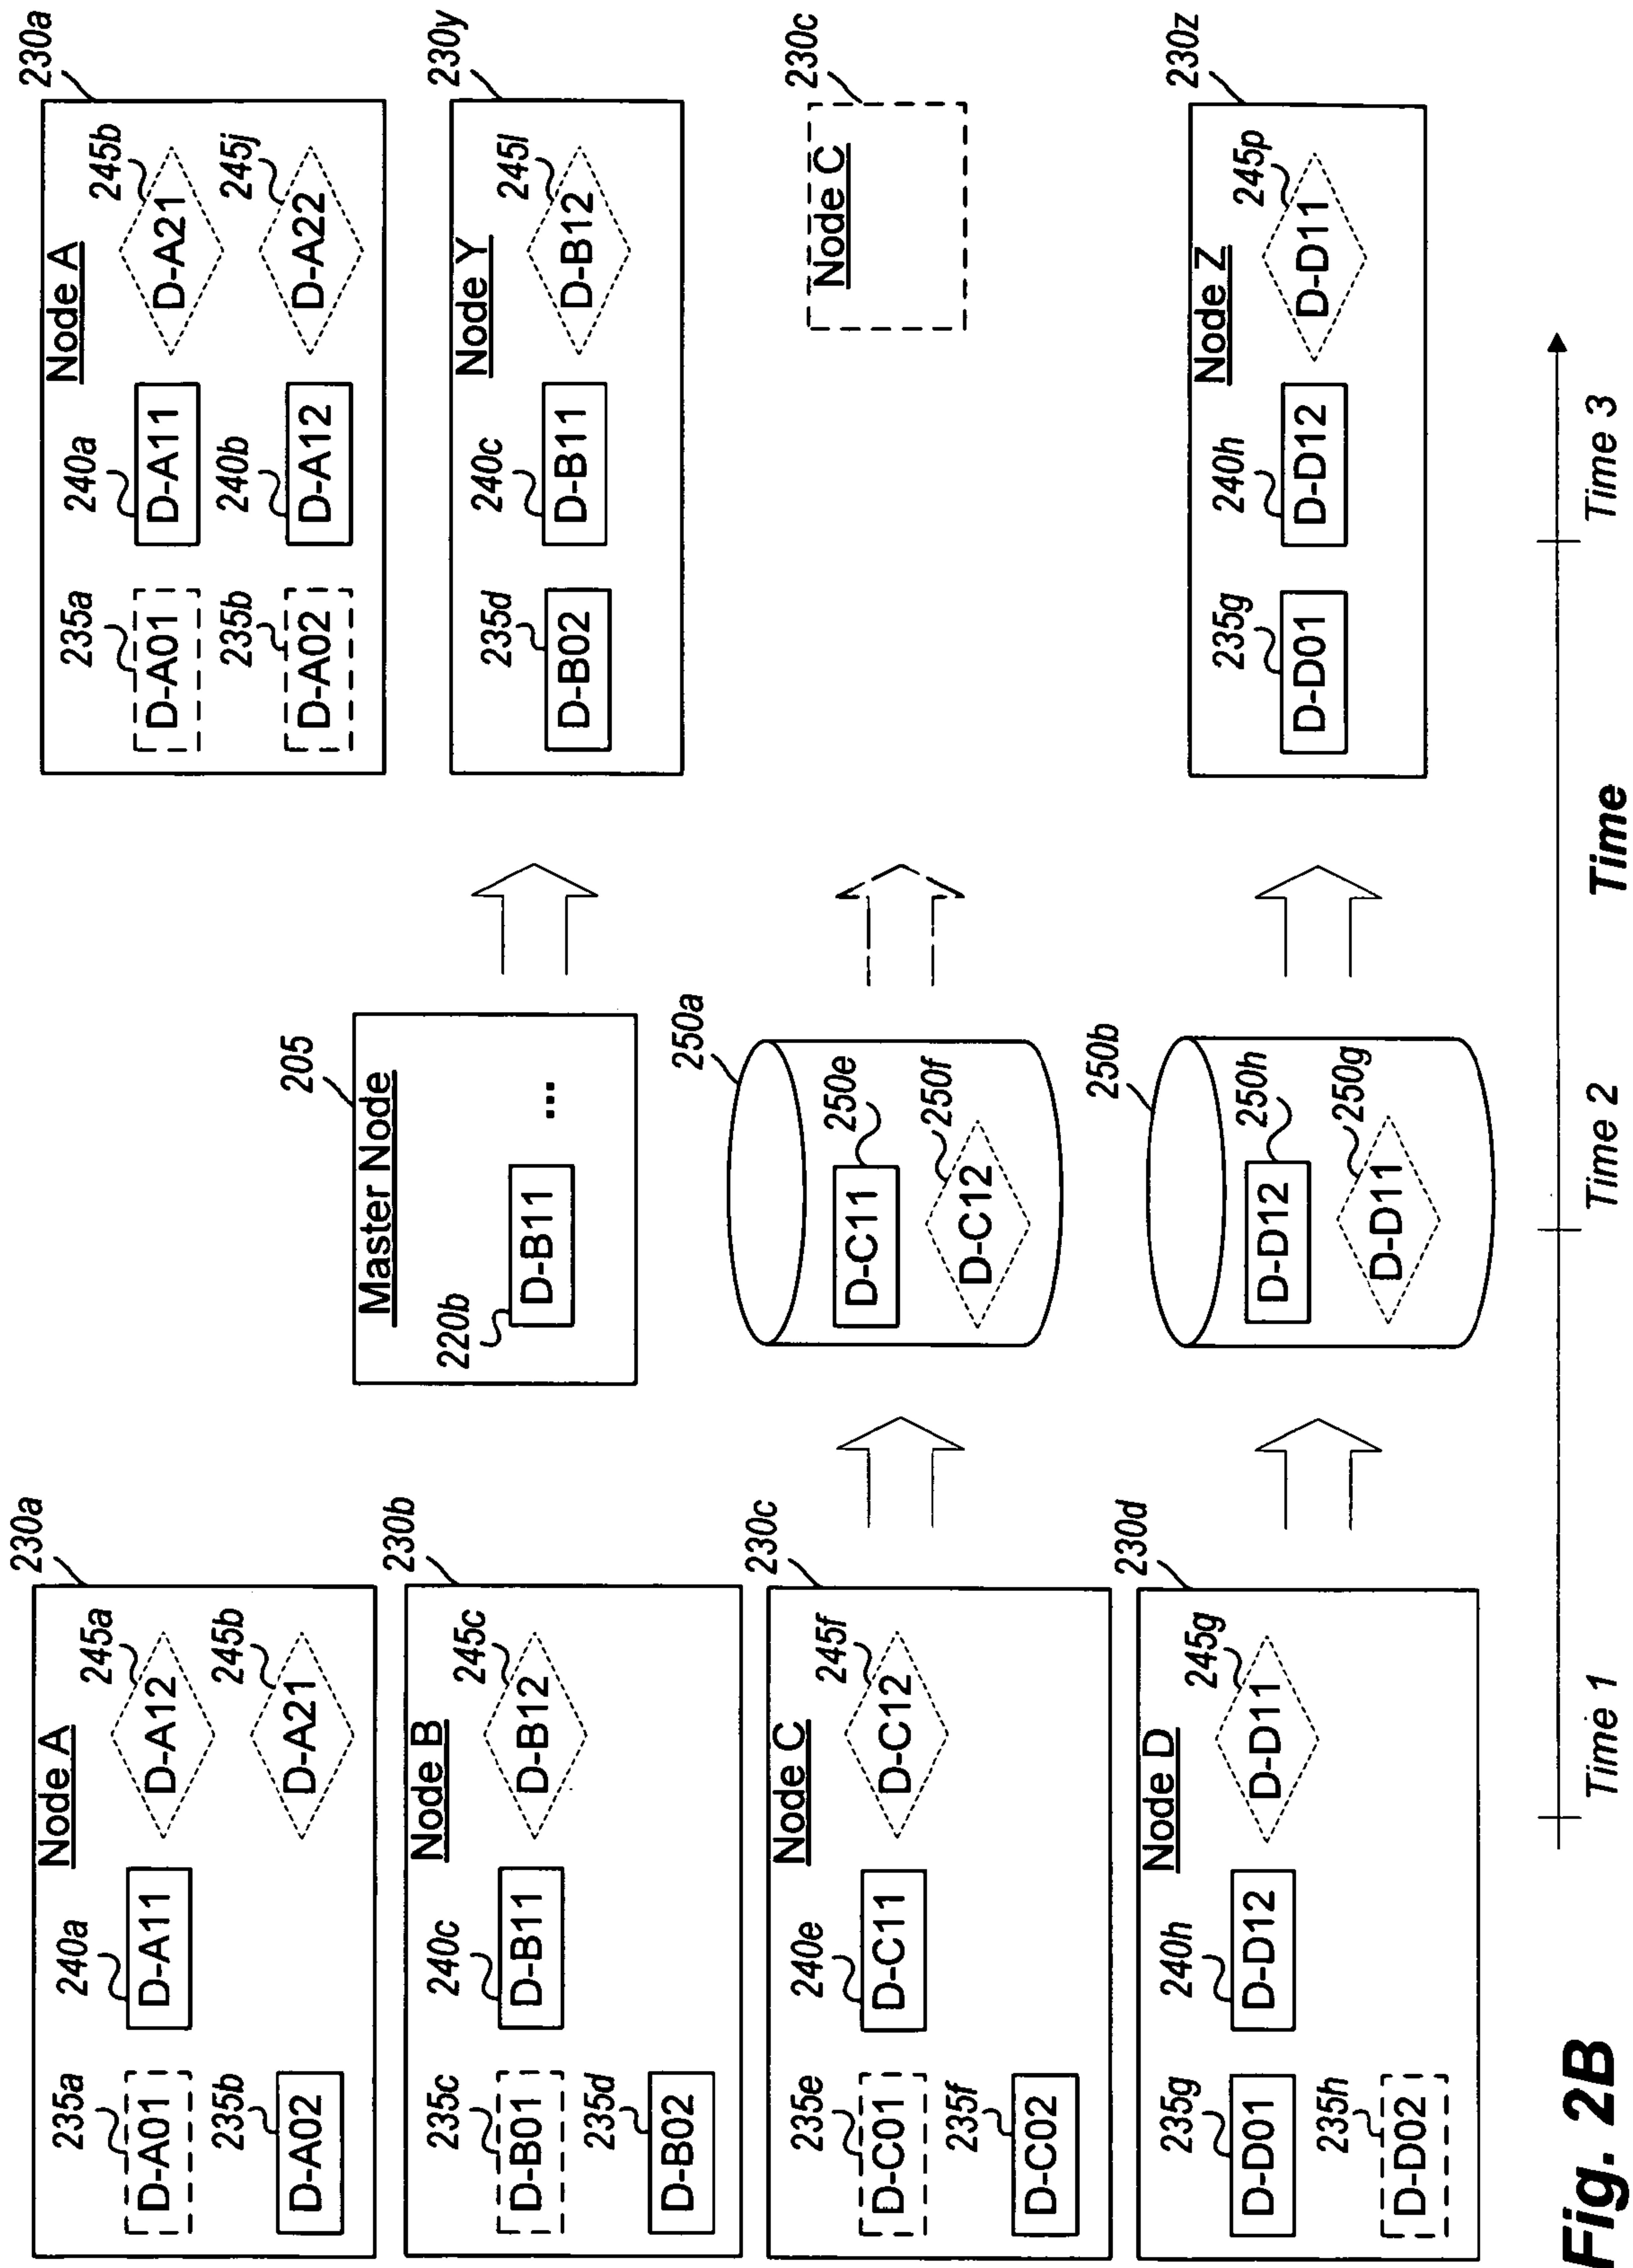 Node A
230a
235a
D-A01
240a
D-A11
D-A12
245a
235b
D-A02
D-A21
245b
Node B
230b
235c
D-B01
240c
D-B11
D-B12
245c
235d
D-B02
Node C
230c
235e
D-C01
240e
D-C11
D-C12
245f
235f
D-C02
Node D
230d
235g
D-D01
240h
D-D12
D-D11
245g
235h
D-D02
Master Node
205
220b
D-B11
...
250a
D-C11
250e
D-C12
250f
250b
D-D12
250h
D-D11
250g
Node A
230a
235a
D-A01
240a
D-A11
D-A21
245b
235b
D-A02
240b
D-A12
D-A22
245j
Node Y
230y
235d
D-B02
240c
D-B11
D-B12
245l
Node C
230c
Node Z
230z
235g
D-D01
240h
D-D12
D-D11
245p
Time 1
Time 2
Time 3
Time
Fig. 2B